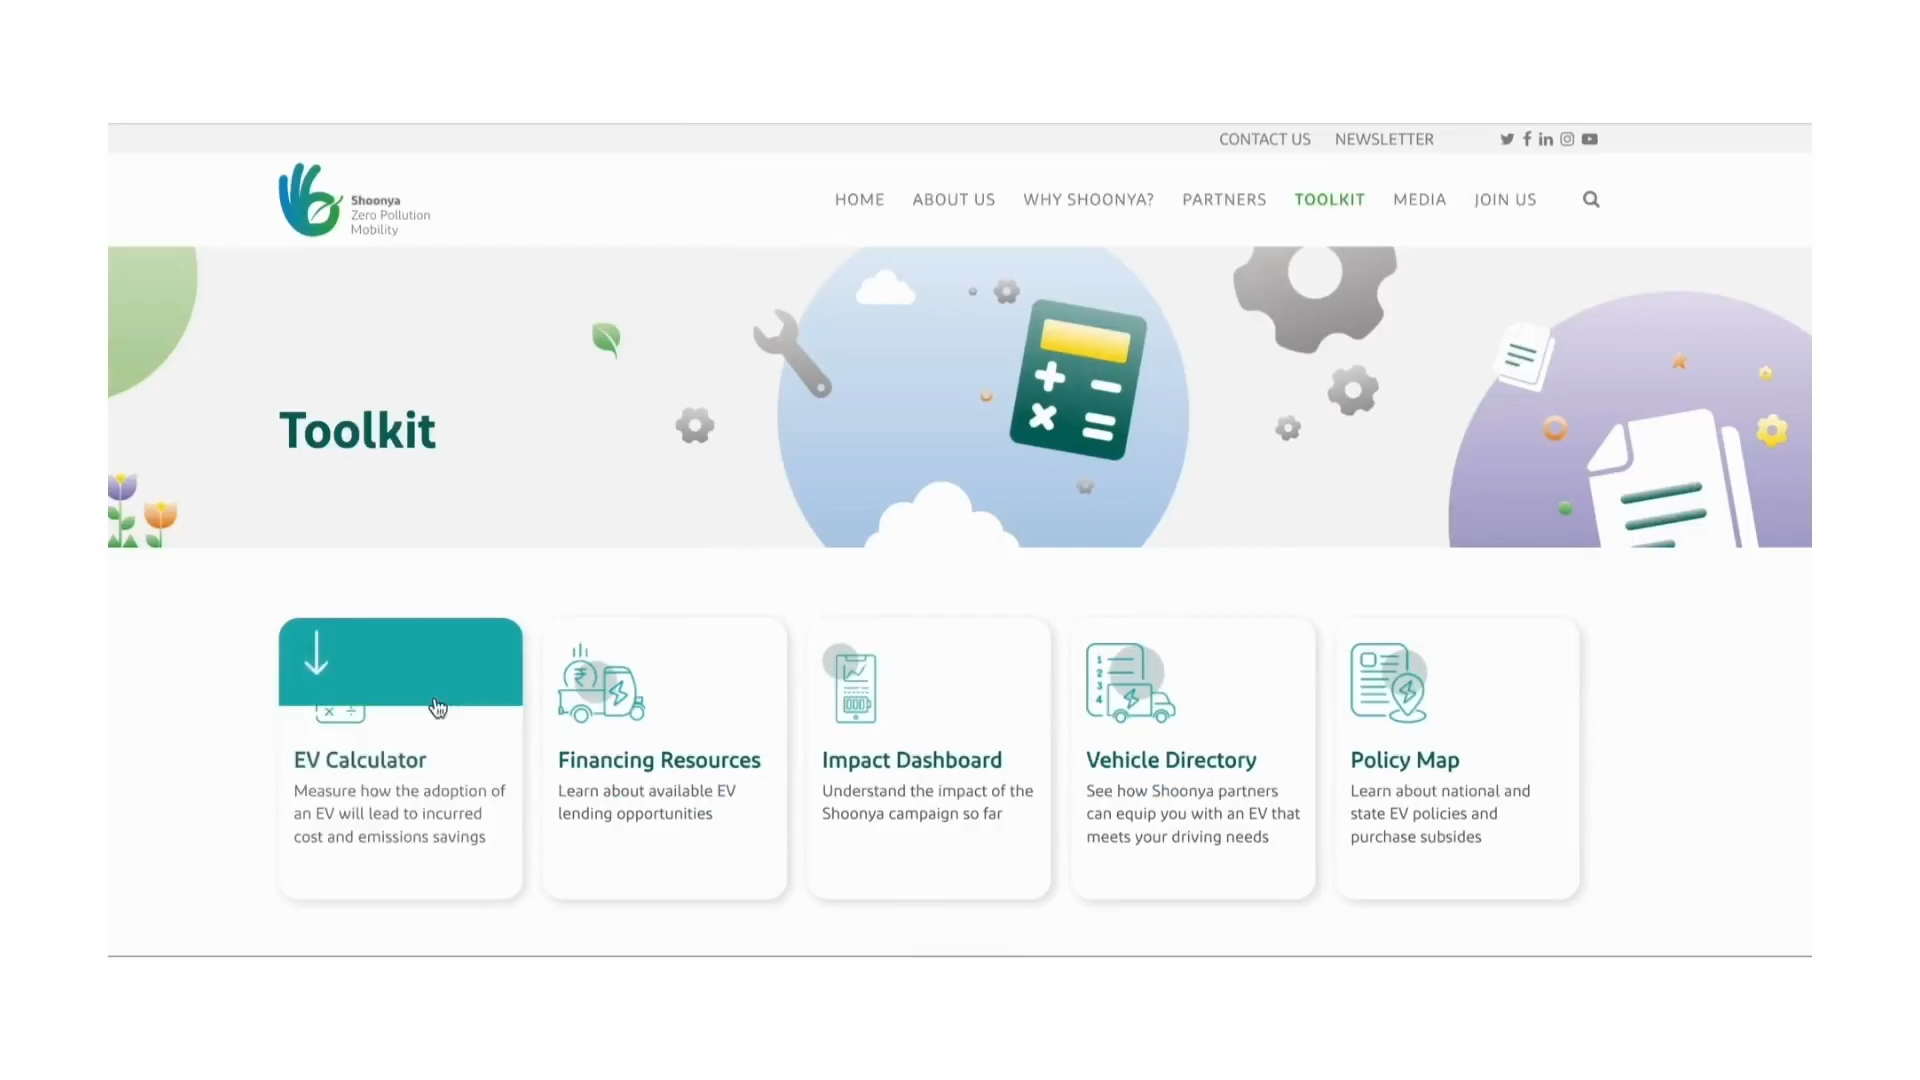 CONTACT US NEWSLETTER
Shoonya
Zero Pollution
Mobility
HOME ABOUT US WHY SHOONYA? PARTNERS TOOLKIT MEDIA JOIN US
Toolkit
EV Calculator
Measure how the adoption of
an EV will lead to incurred
cost and emissions savings
Financing Resources
Learn about available EV
lending opportunities
Impact Dashboard
Understand the impact of the
Shoonya campaign so far
1
2
3
4
Vehicle Directory
See how Shoonya partners
can equip you with an EV that
meets your driving needs
Policy Map
Learn about national and
state EV policies and
purchase subsides